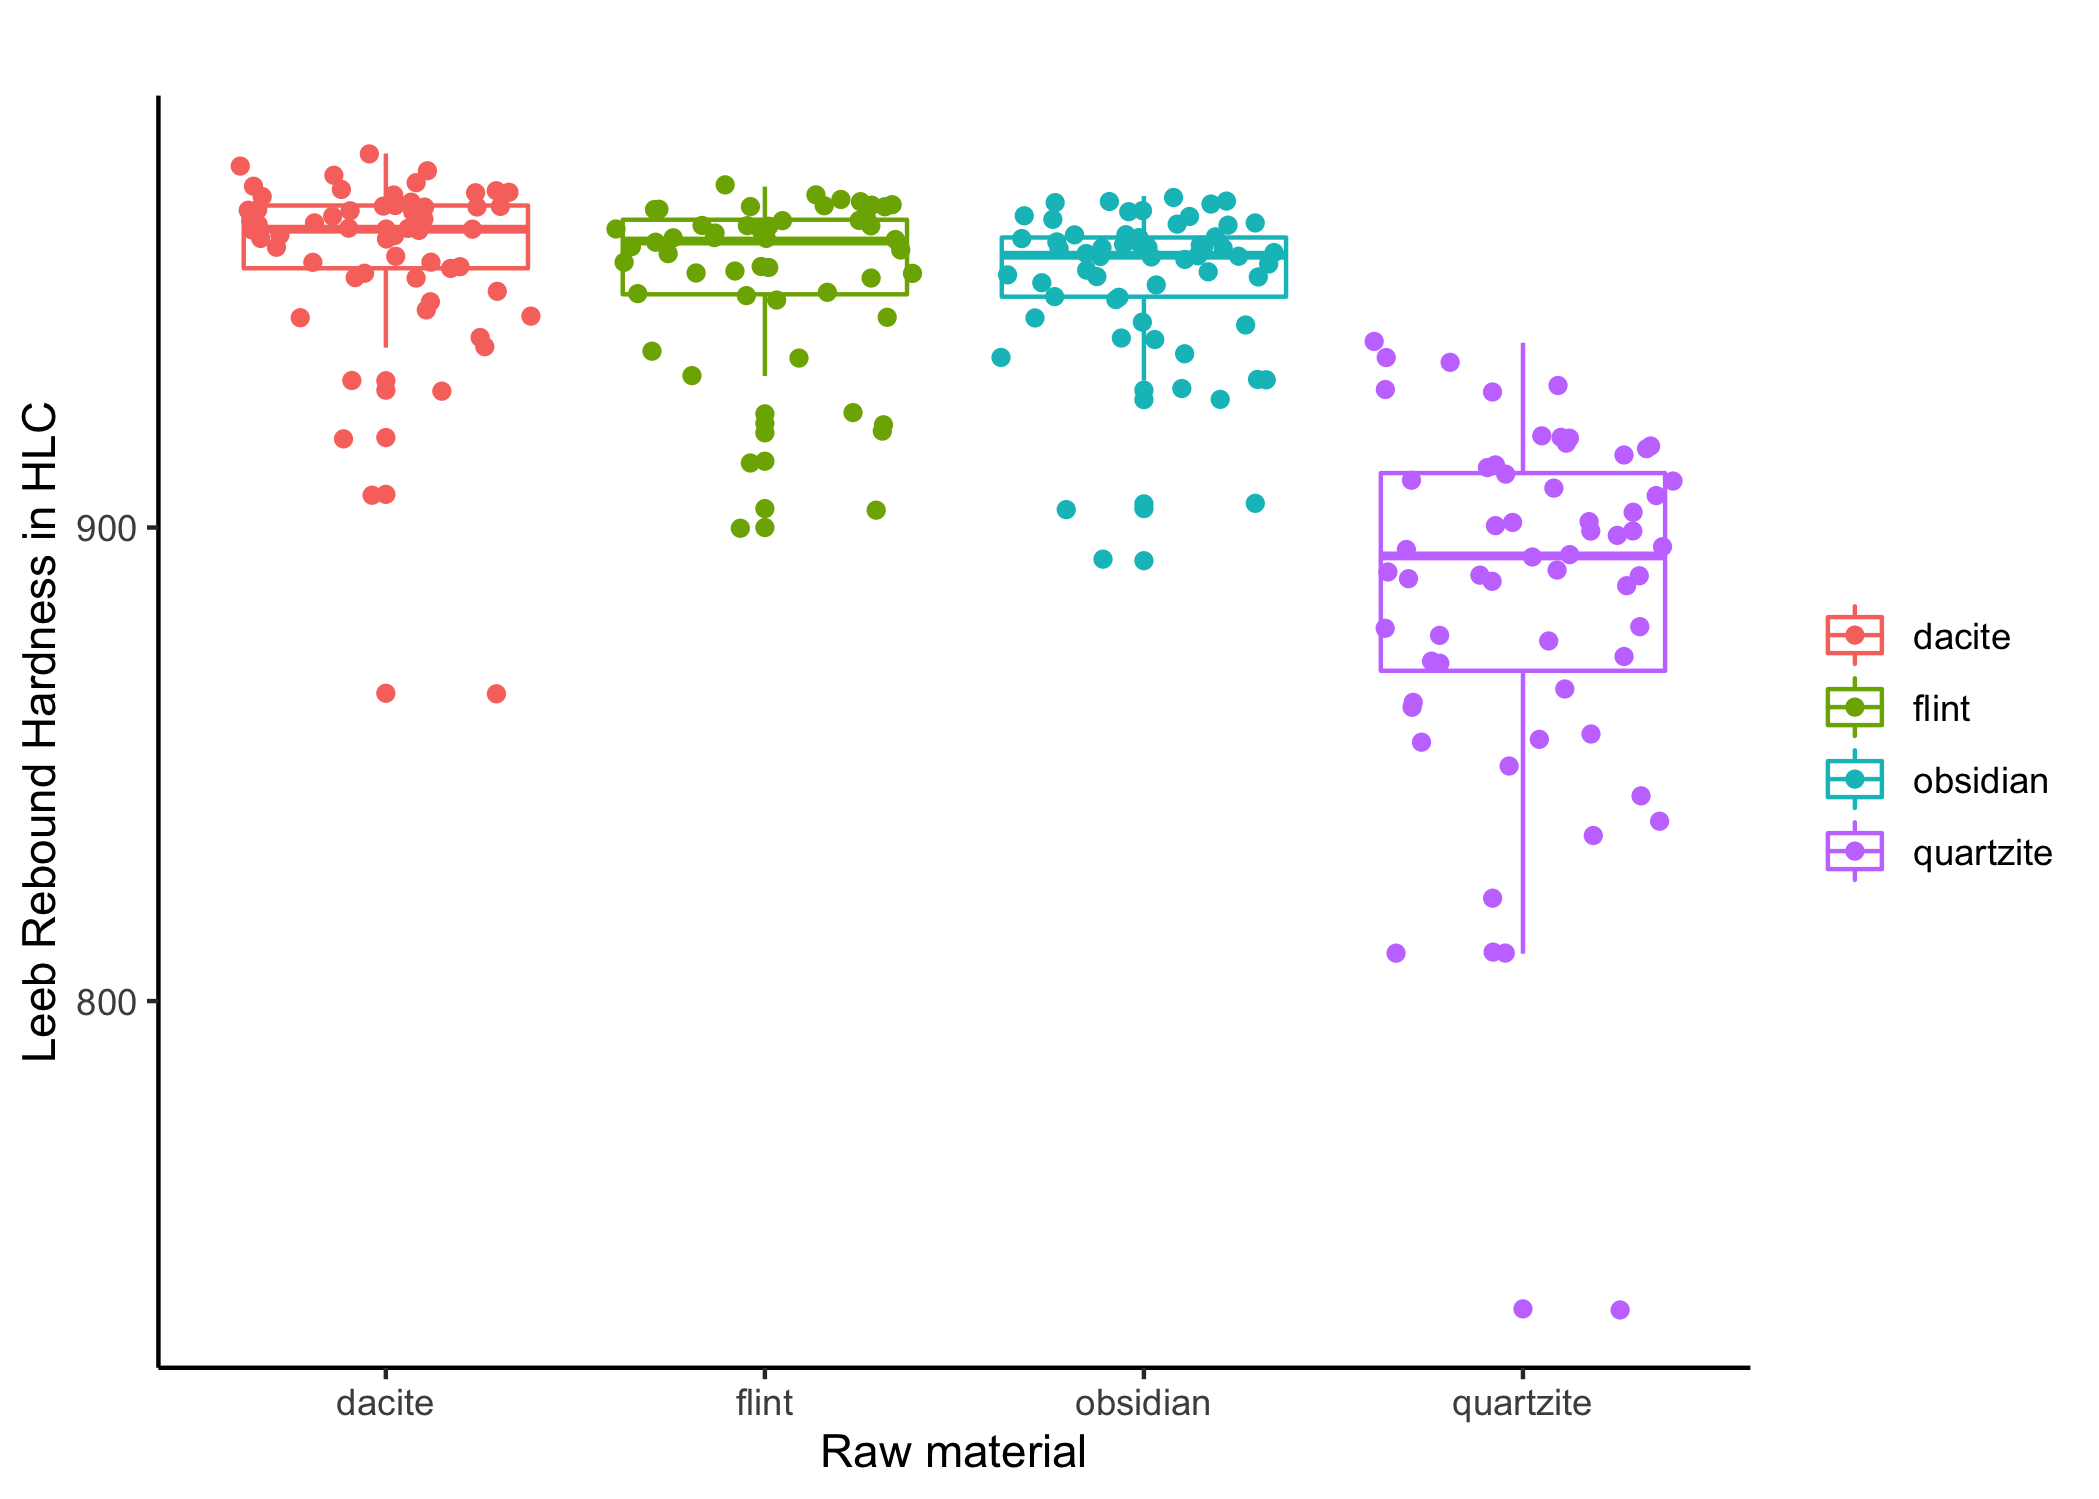 Leeb Rebound Hardness in HLC
900
800
dacite
flint
obsidian
quartzite
Raw material
dacite
flint
obsidian
quartzite